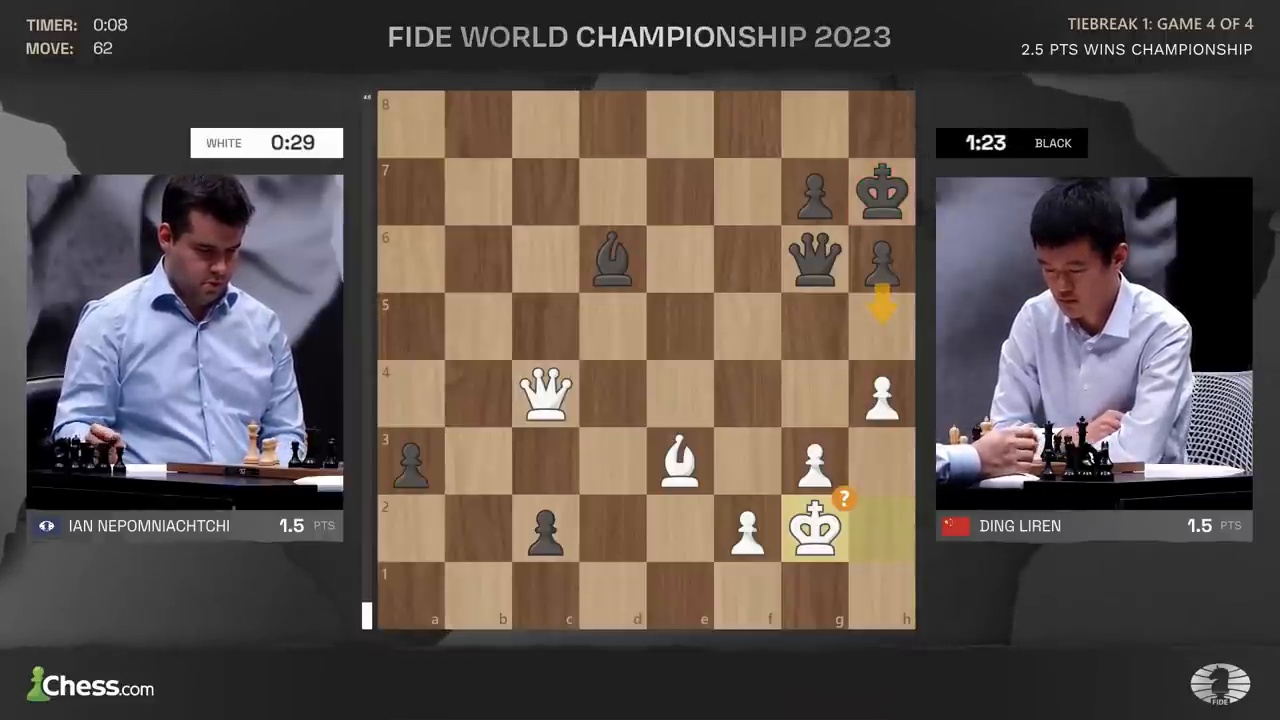 TIMER: 0:08
MOVE: 62
FIDE WORLD CHAMPIONSHIP 2023
TIEBREAK 1: GAME 4 OF 4
2.5 PTS WINS CHAMPIONSHIP
WHITE 0:29
1:23 BLACK
8
7
6
5
4
3
2
?
1
a b c d e f g h
IAN NEPOMNIACHTCHI 1.5 PTS
DING LIREN 1.5 PTS
Chess.com
FIDE